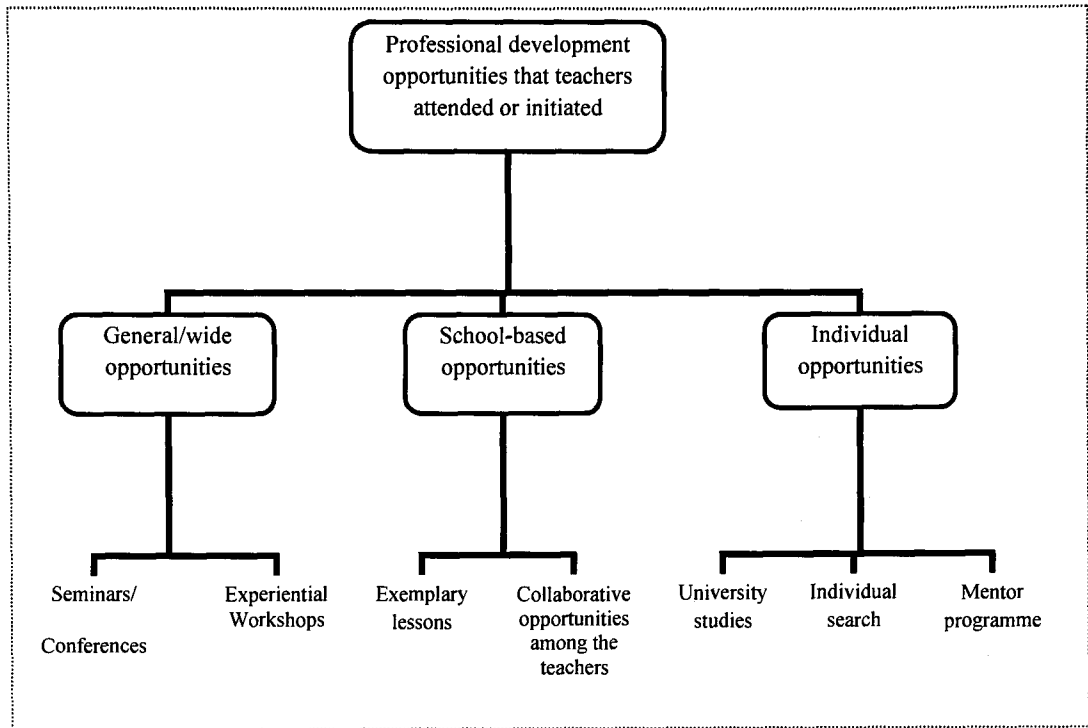 Professional development
opportunities that teachers
attended or initiated
General/wide
opportunities
School-based
opportunities
Individual
opportunities
Seminars/
Conferences
Experiential
Workshops
Exemplary
lessons
Collaborative
opportunities
among the
teachers
University
studies
Individual
search
Mentor
programme